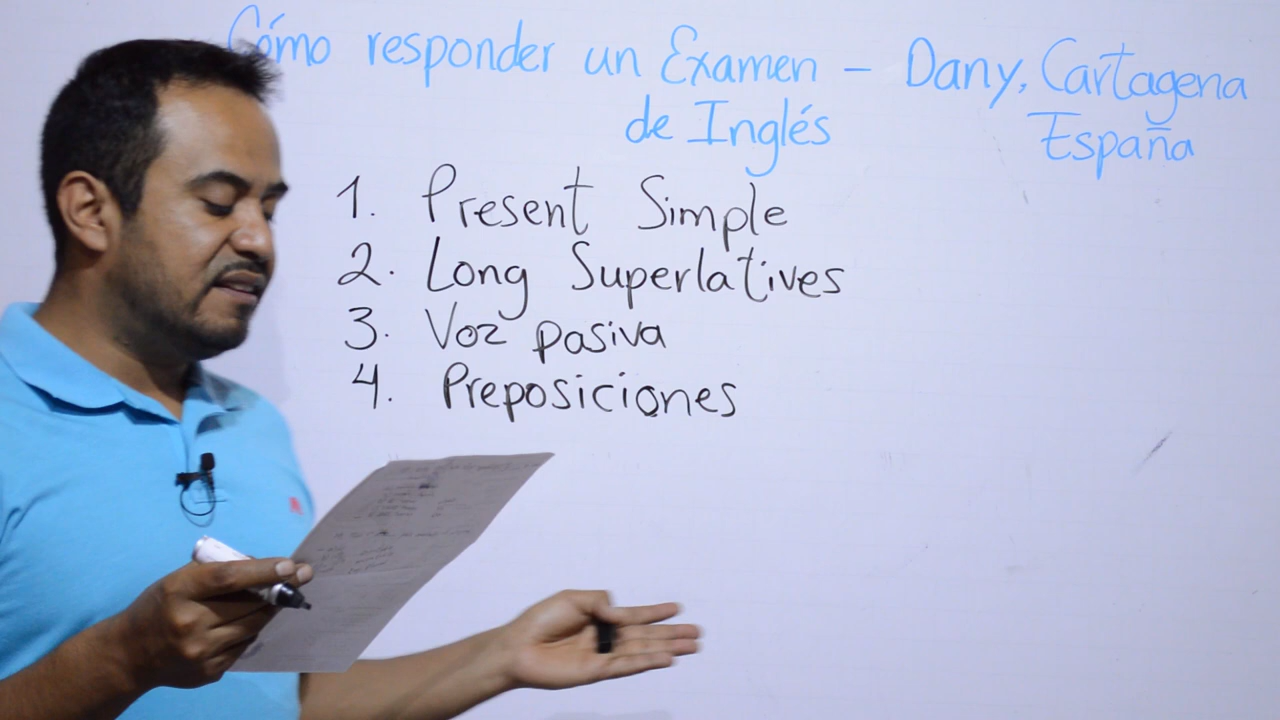 Cómo responder un Examen – Dany, Cartagena
de Inglés España
1. Present Simple
2. Long Superlatives
3. Voz pasiva
4. Preposiciones